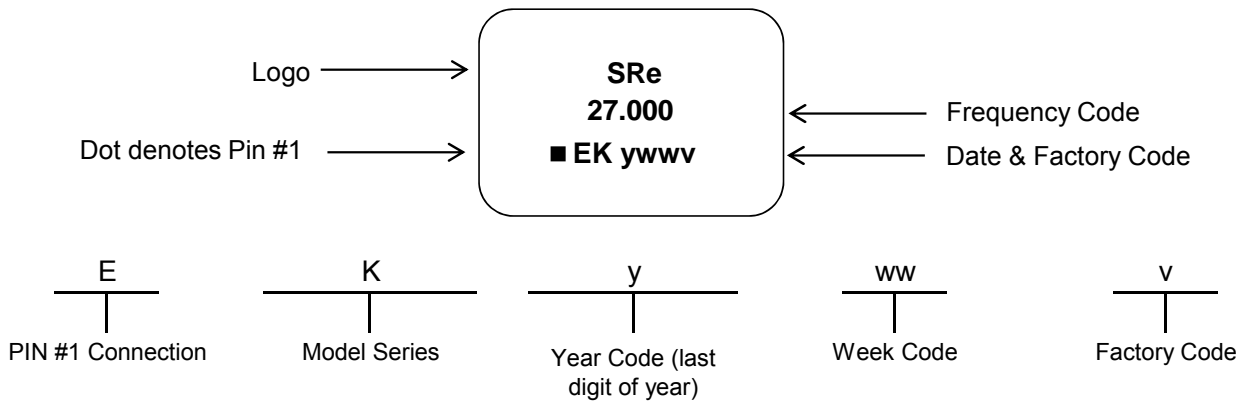 Logo
SRe
27.000
Frequency Code
Dot denotes Pin #1
■ EK ywwv
Date & Factory Code
E
K
y
ww
v
PIN #1 Connection
Model Series
Year Code (last
digit of year)
Week Code
Factory Code